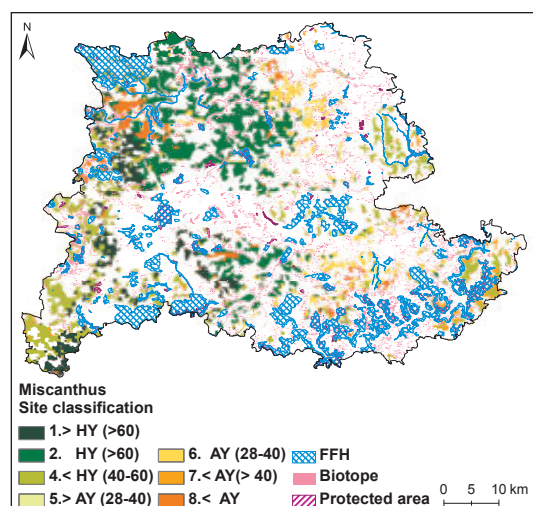 N
Miscanthus
Site classification
1.> HY (>60)
2. HY (>60)
4.< HY (40-60)
5.> AY (28-40)
6. AY (28-40)
7.< AY(> 40)
8.< AY
FFH
Biotope
Protected area
0 5 10 km